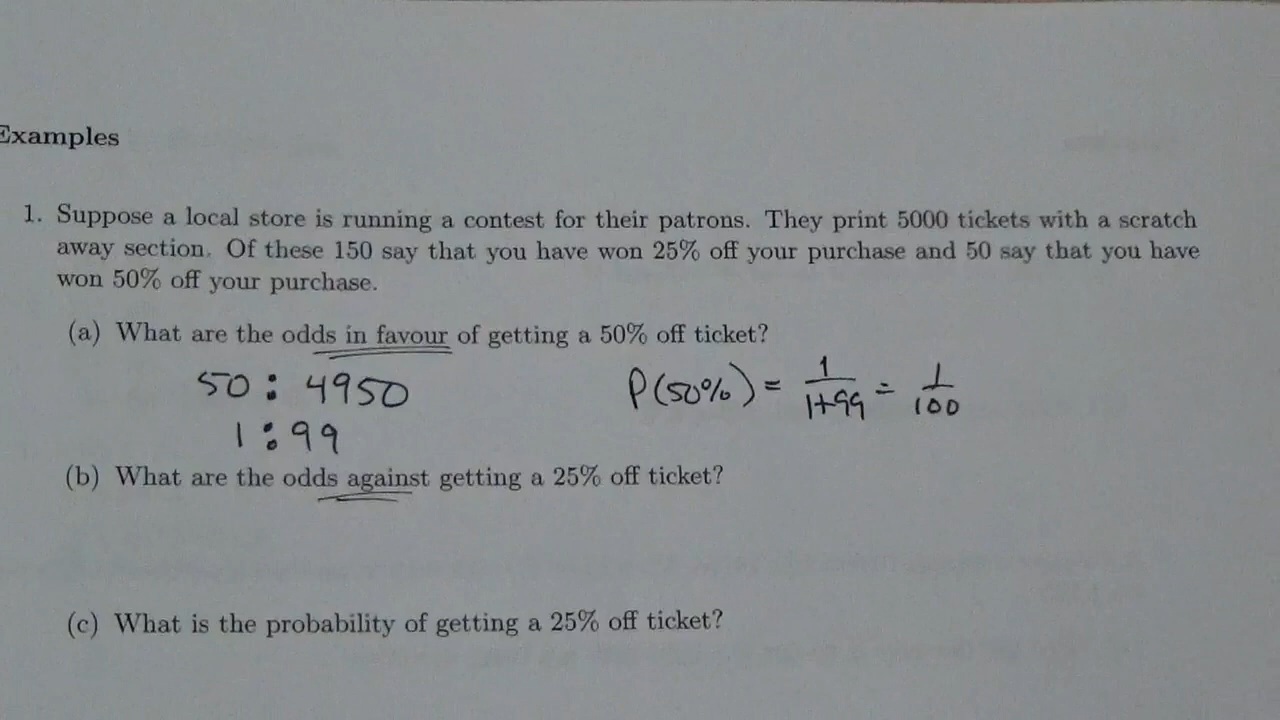 Examples
1. Suppose a local store is running a contest for their patrons. They print 5000 tickets with a scratch
away section. Of these 150 say that you have won 25% off your purchase and 50 say that you have
won 50% off your purchase.
(a) What are the odds in favour of getting a 50% off ticket?
50 : 4950
1 : 99
P(50%) = 1/(1+99) = 1/100
(b) What are the odds against getting a 25% off ticket?
(c) What is the probability of getting a 25% off ticket?